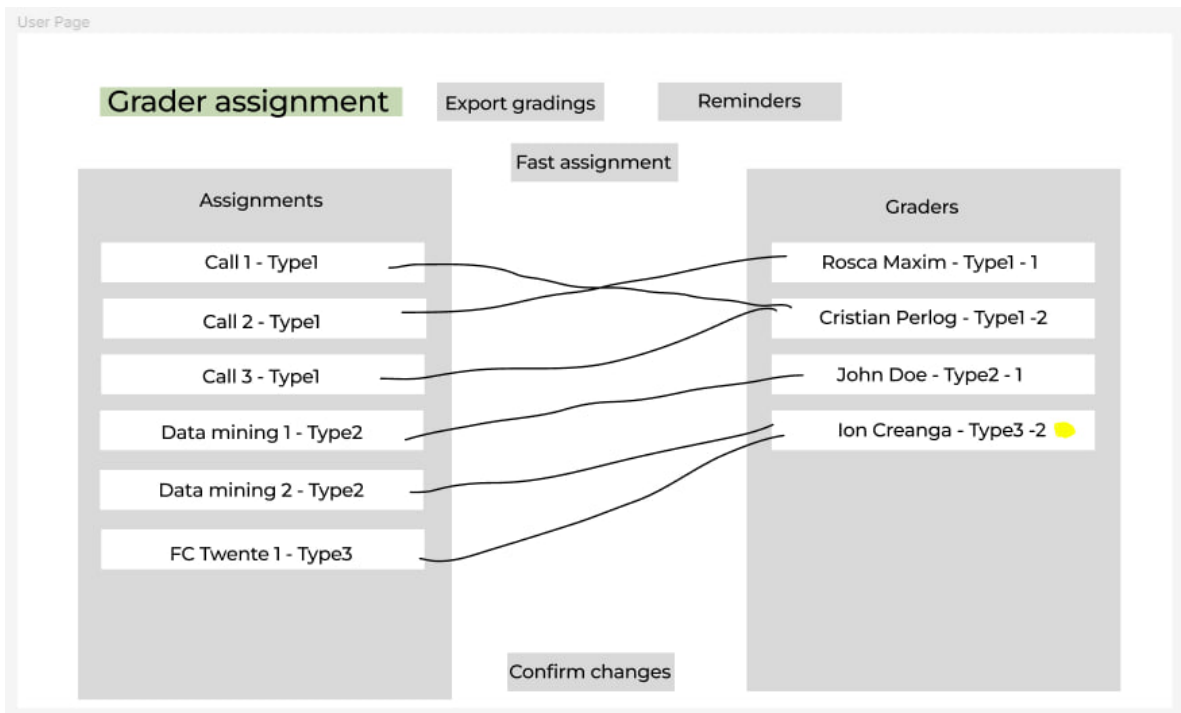 User Page
Grader assignment
Export gradings
Reminders
Fast assignment
Assignments
Call 1 - Type1
Call 2 - Type1
Call 3 - Type1
Data mining 1 - Type2
Data mining 2 - Type2
FC Twente 1 - Type3
Graders
Rosca Maxim - Type1 - 1
Cristian Perlog - Type1 -2
John Doe - Type2 - 1
Ion Creanga - Type3 -2
Confirm changes